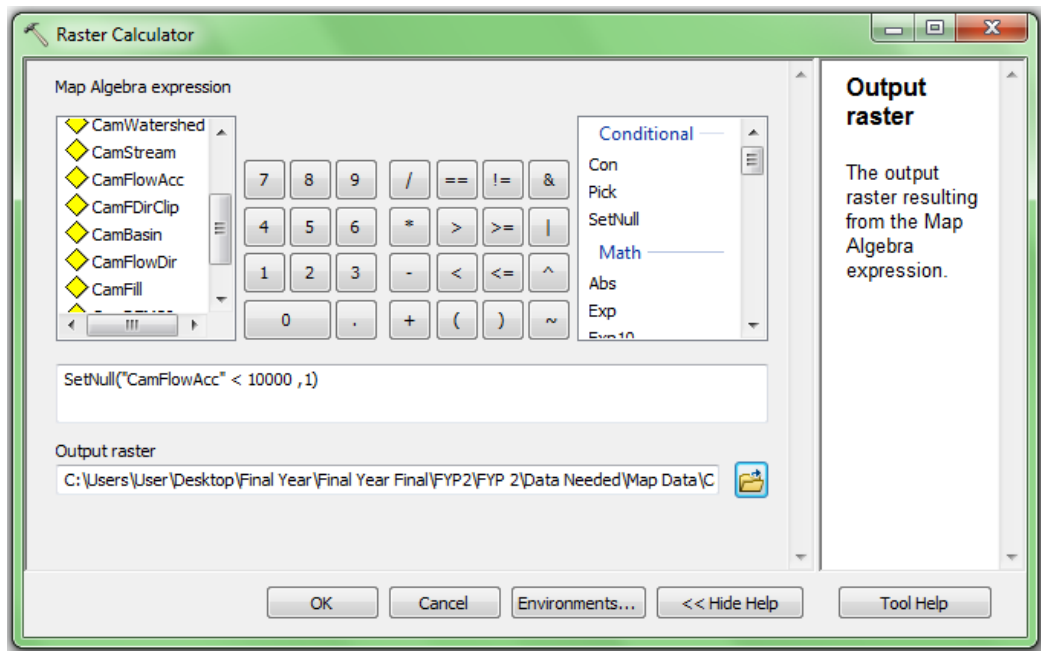 Raster Calculator
Map Algebra expression
CamWatershed
CamStream
CamFlowAcc
CamFDirClip
CamBasin
CamFlowDir
CamFill
7 8 9 / == != &
4 5 6 * > >= |
1 2 3 - < <= ^
0 . + ( ) ~
Conditional
Con
Pick
SetNull
Math
Abs
Exp
Exp10
SetNull("CamFlowAcc" < 10000 ,1)
Output raster
C:\Users\User\Desktop\Final Year\Final Year Final\FYP2\FYP 2\Data Needed\Map Data\C
OK
Cancel
Environments...
<< Hide Help
Tool Help
Output
raster
The output
raster resulting
from the Map
Algebra
expression.